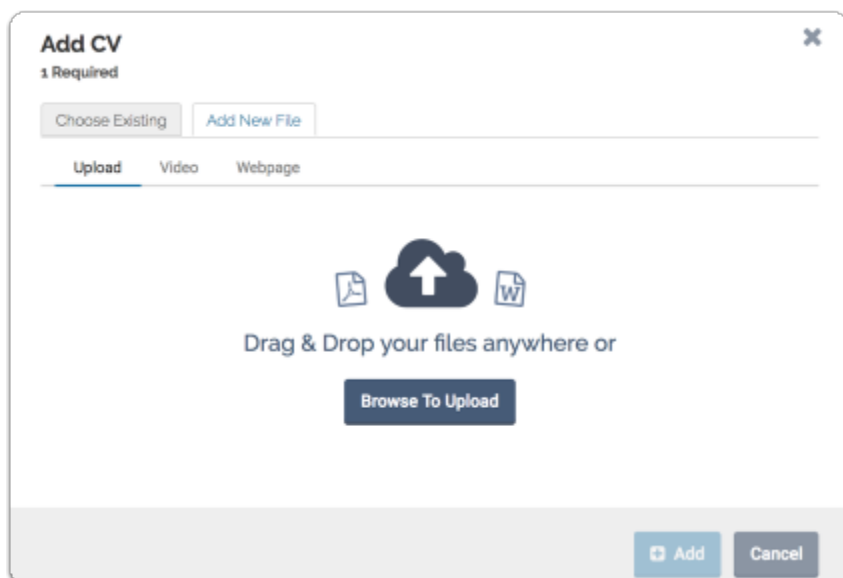 Add CV
1 Required
Choose Existing
Add New File
Upload
Video
Webpage
W
Drag & Drop your files anywhere or
Browse To Upload
Add
Cancel